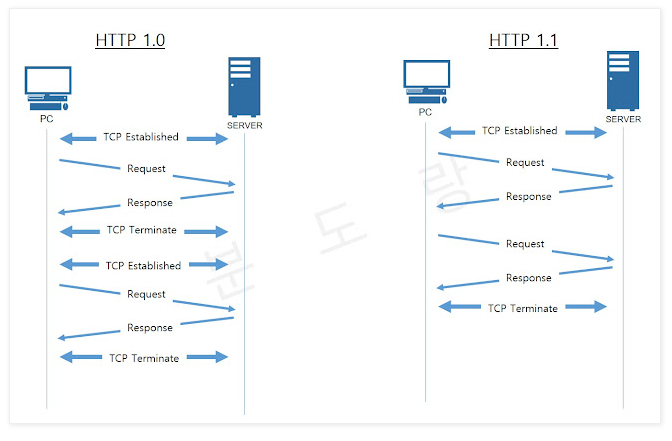 HTTP 1.0
PC
SERVER
TCP Established
Request
Response
TCP Terminate
TCP Established
Request
Response
TCP Terminate
HTTP 1.1
PC
SERVER
TCP Established
Request
Response
Request
Response
TCP Terminate
분 도 랑